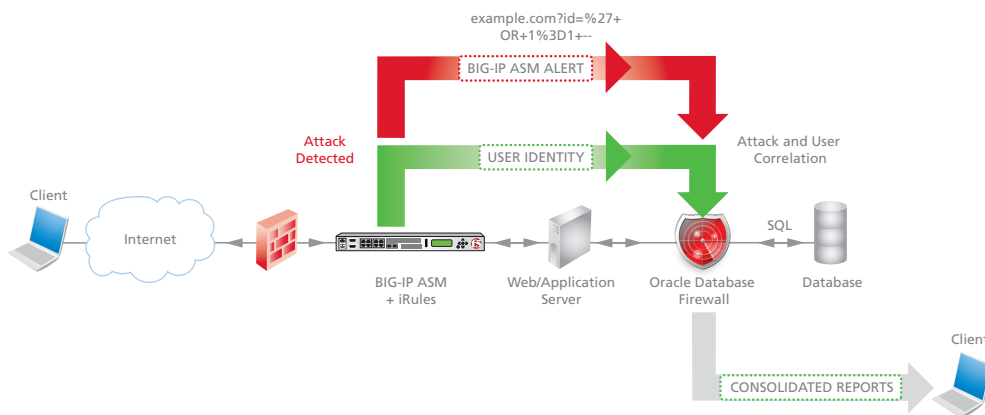 example.com?id=%27+
OR+1%3D1+--
BIG-IP ASM ALERT
Attack
Detected
USER IDENTITY
Attack and User
Correlation
Client
Internet
SQL
BIG-IP ASM
+ iRules
Web/Application
Server
Oracle Database
Firewall
Database
Client
CONSOLIDATED REPORTS